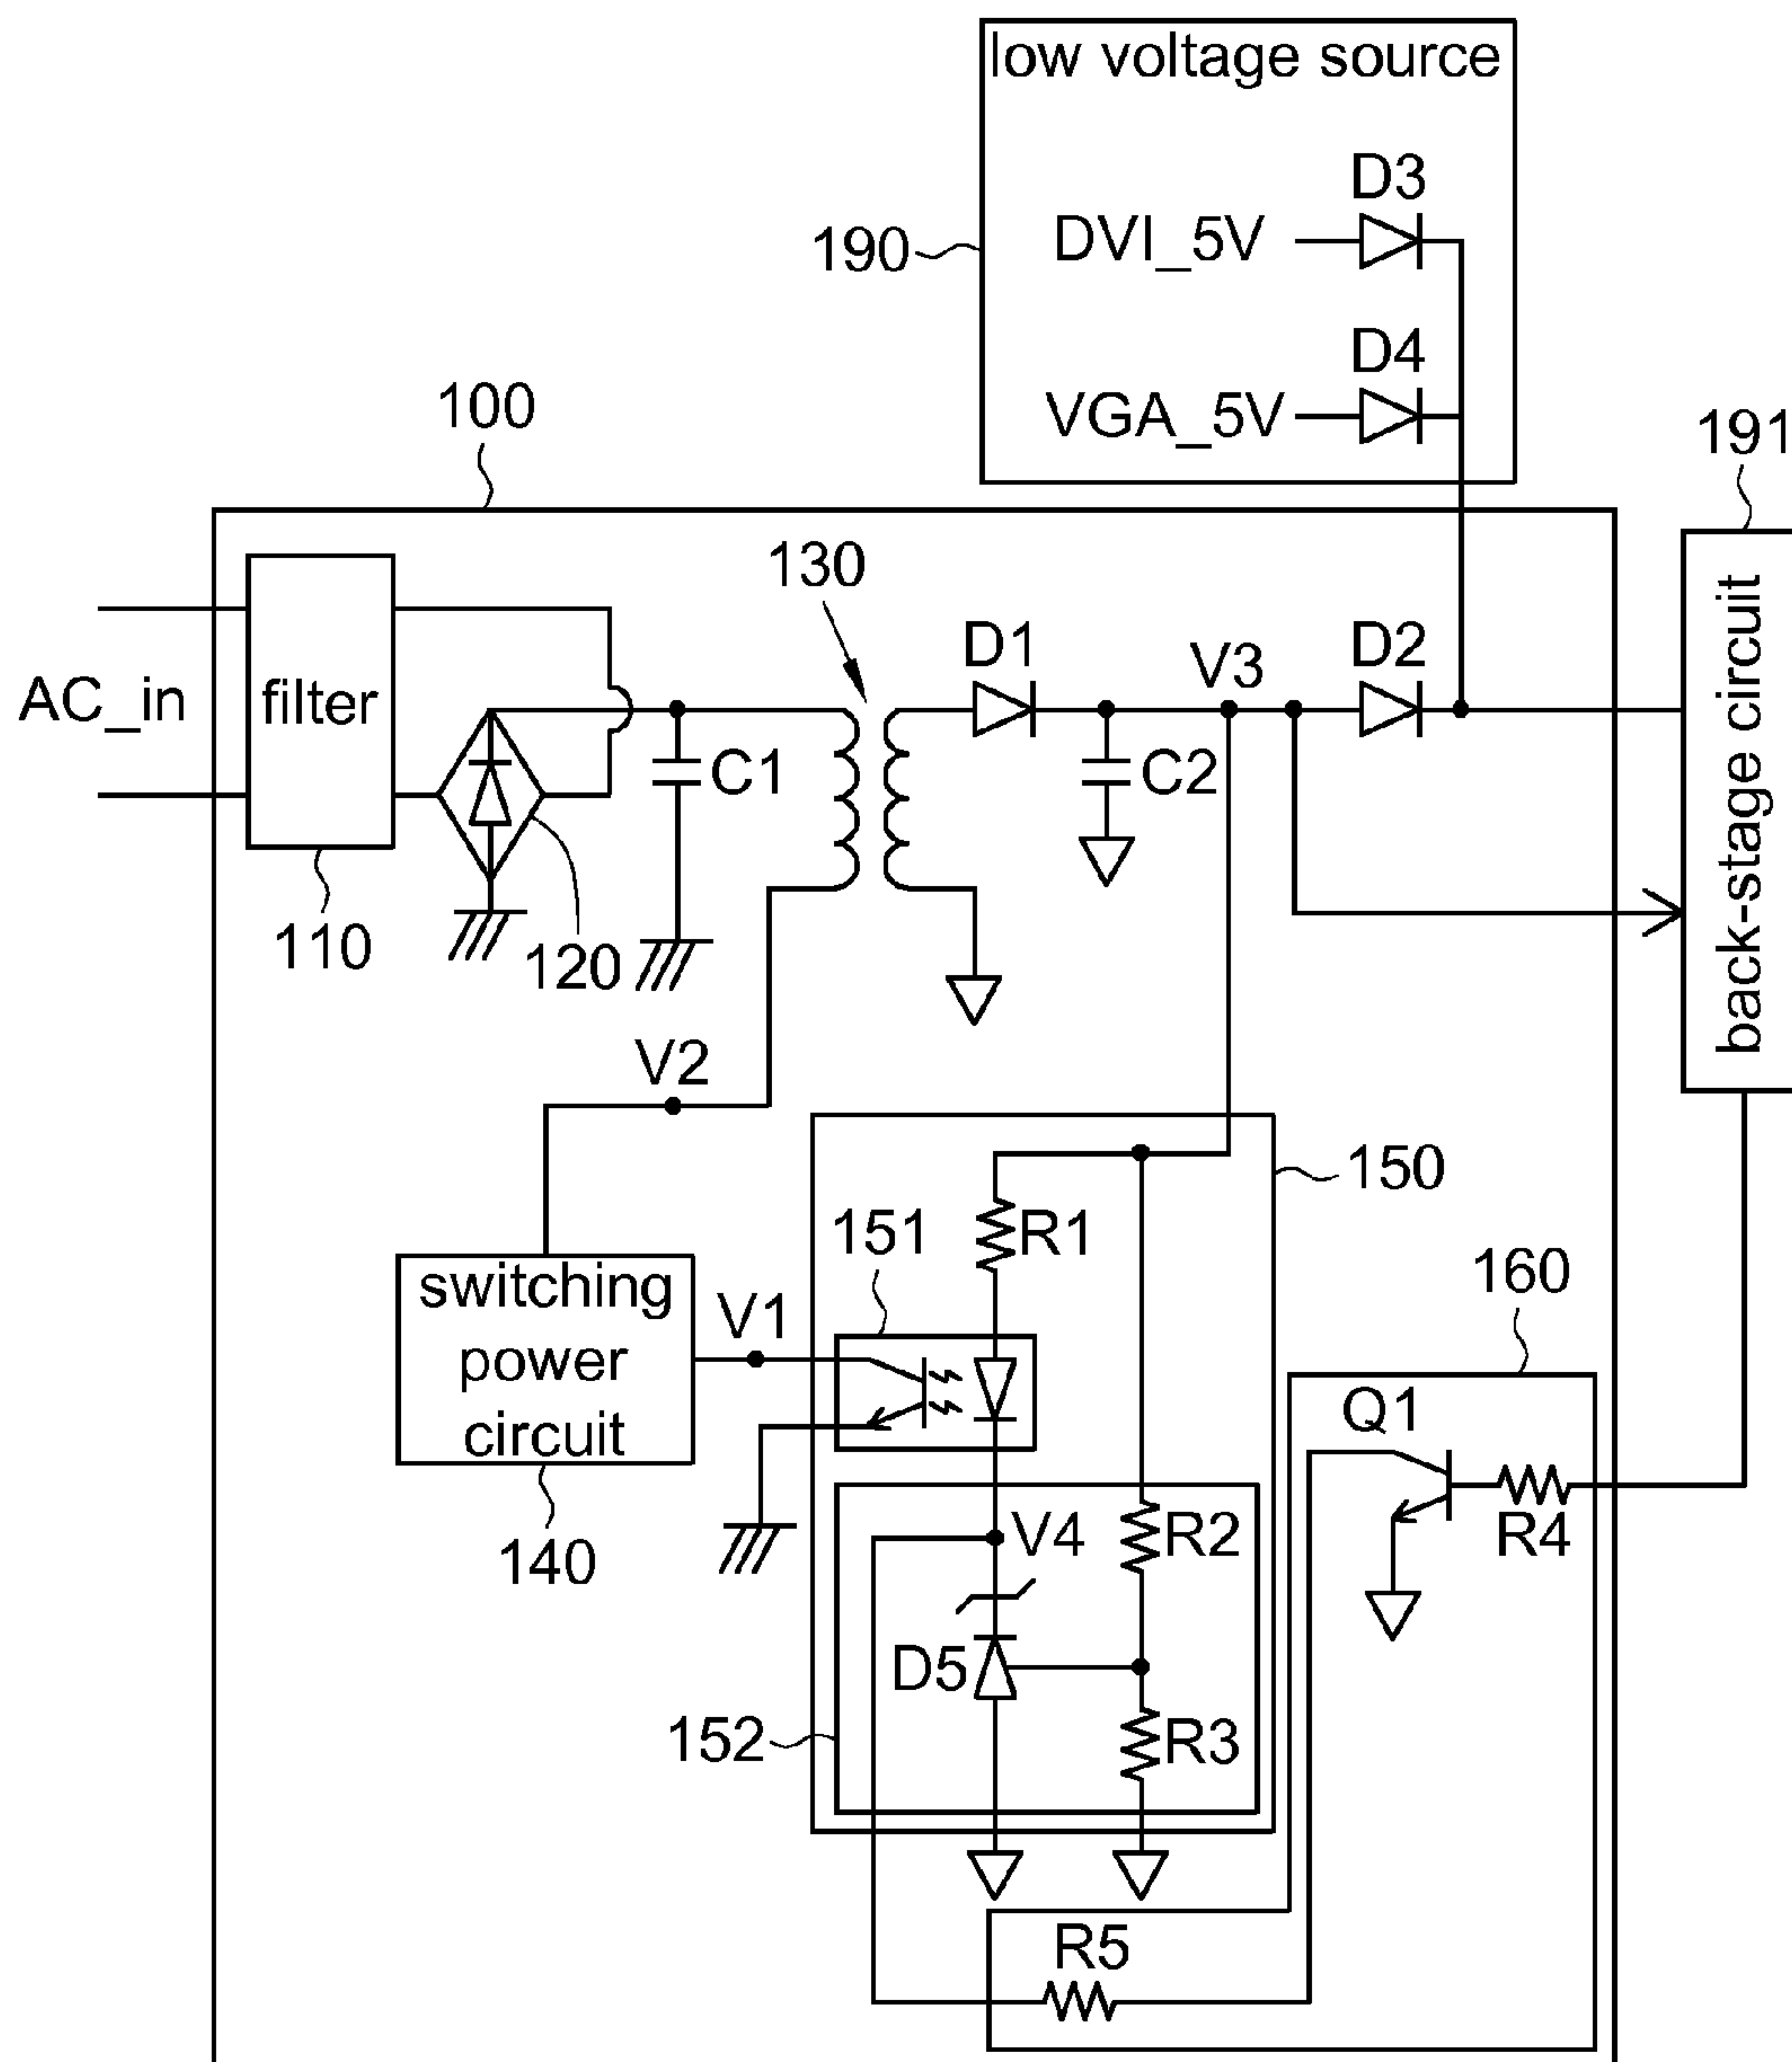 low voltage source
D3
DVI_5V
190
D4
VGA_5V
100
191
130
D1
V3
D2
AC_in
filter
C1
C2
back-stage circuit
110
120
V2
150
151
R1
160
switching
power
circuit
V1
Q1
V4
R2
R4
140
D5
152
R3
R5